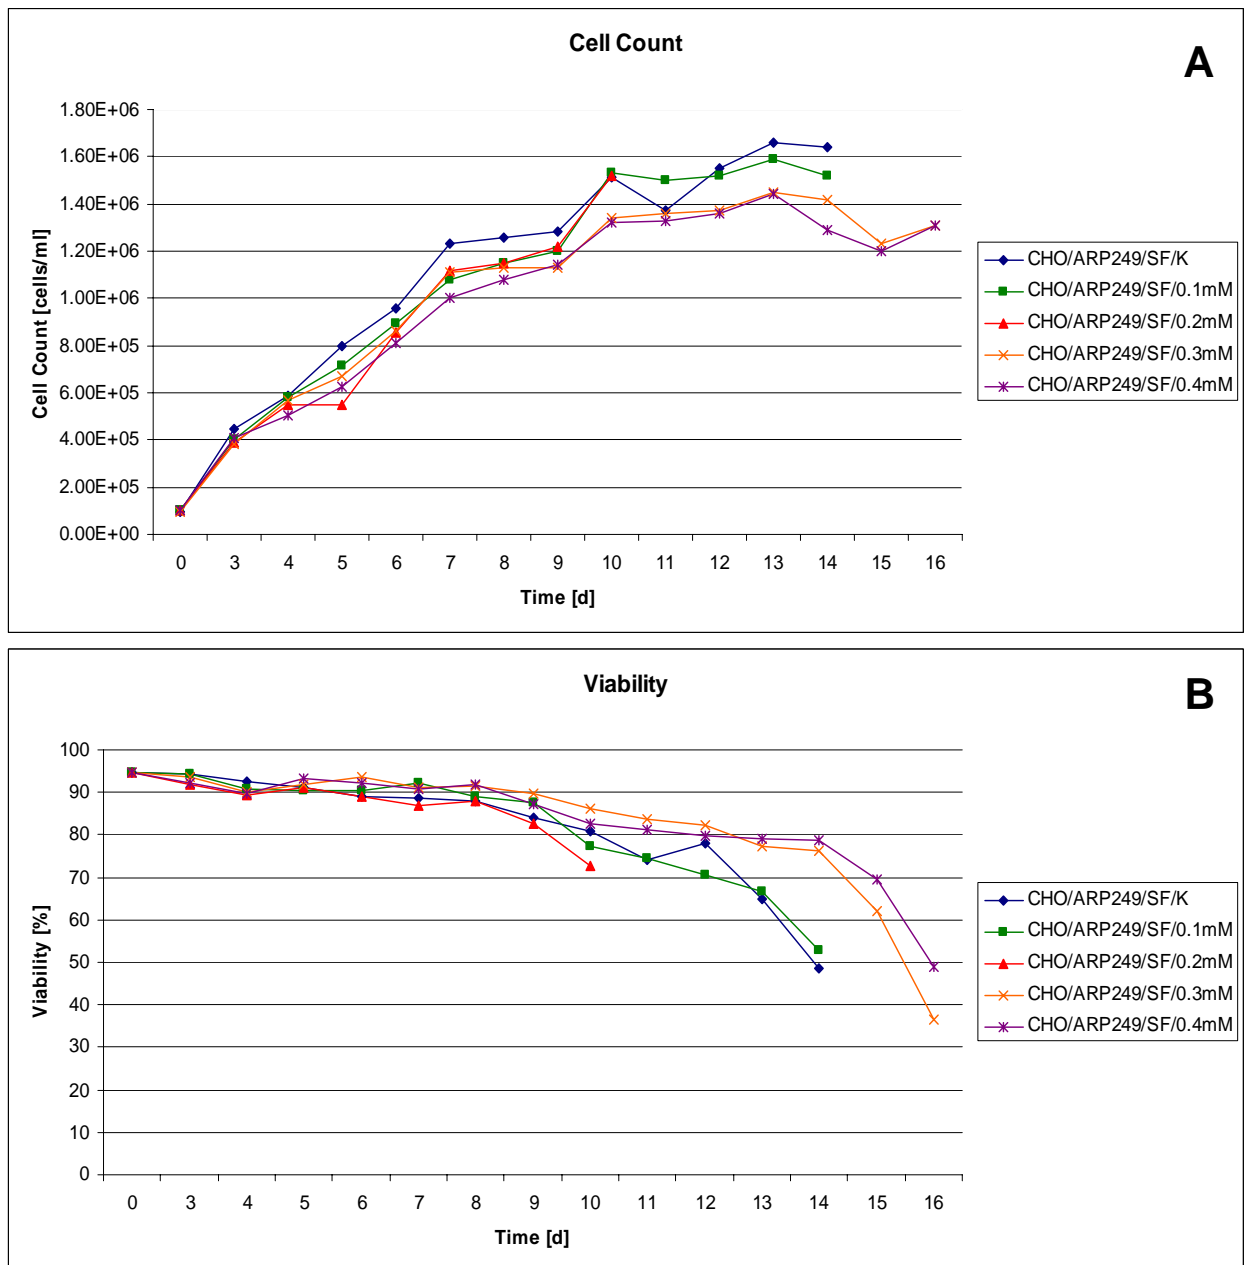 Cell Count
A
Cell Count [cells/ml]
1.80E+06
1.60E+06
1.40E+06
1.20E+06
1.00E+06
8.00E+05
6.00E+05
4.00E+05
2.00E+05
0.00E+00
0 3 4 5 6 7 8 9 10 11 12 13 14 15 16
Time [d]
CHO/ARP249/SF/K
CHO/ARP249/SF/0.1mM
CHO/ARP249/SF/0.2mM
CHO/ARP249/SF/0.3mM
CHO/ARP249/SF/0.4mM
Viability
B
Viability [%]
100
90
80
70
60
50
40
30
20
10
0
0 3 4 5 6 7 8 9 10 11 12 13 14 15 16
Time [d]
CHO/ARP249/SF/K
CHO/ARP249/SF/0.1mM
CHO/ARP249/SF/0.2mM
CHO/ARP249/SF/0.3mM
CHO/ARP249/SF/0.4mM